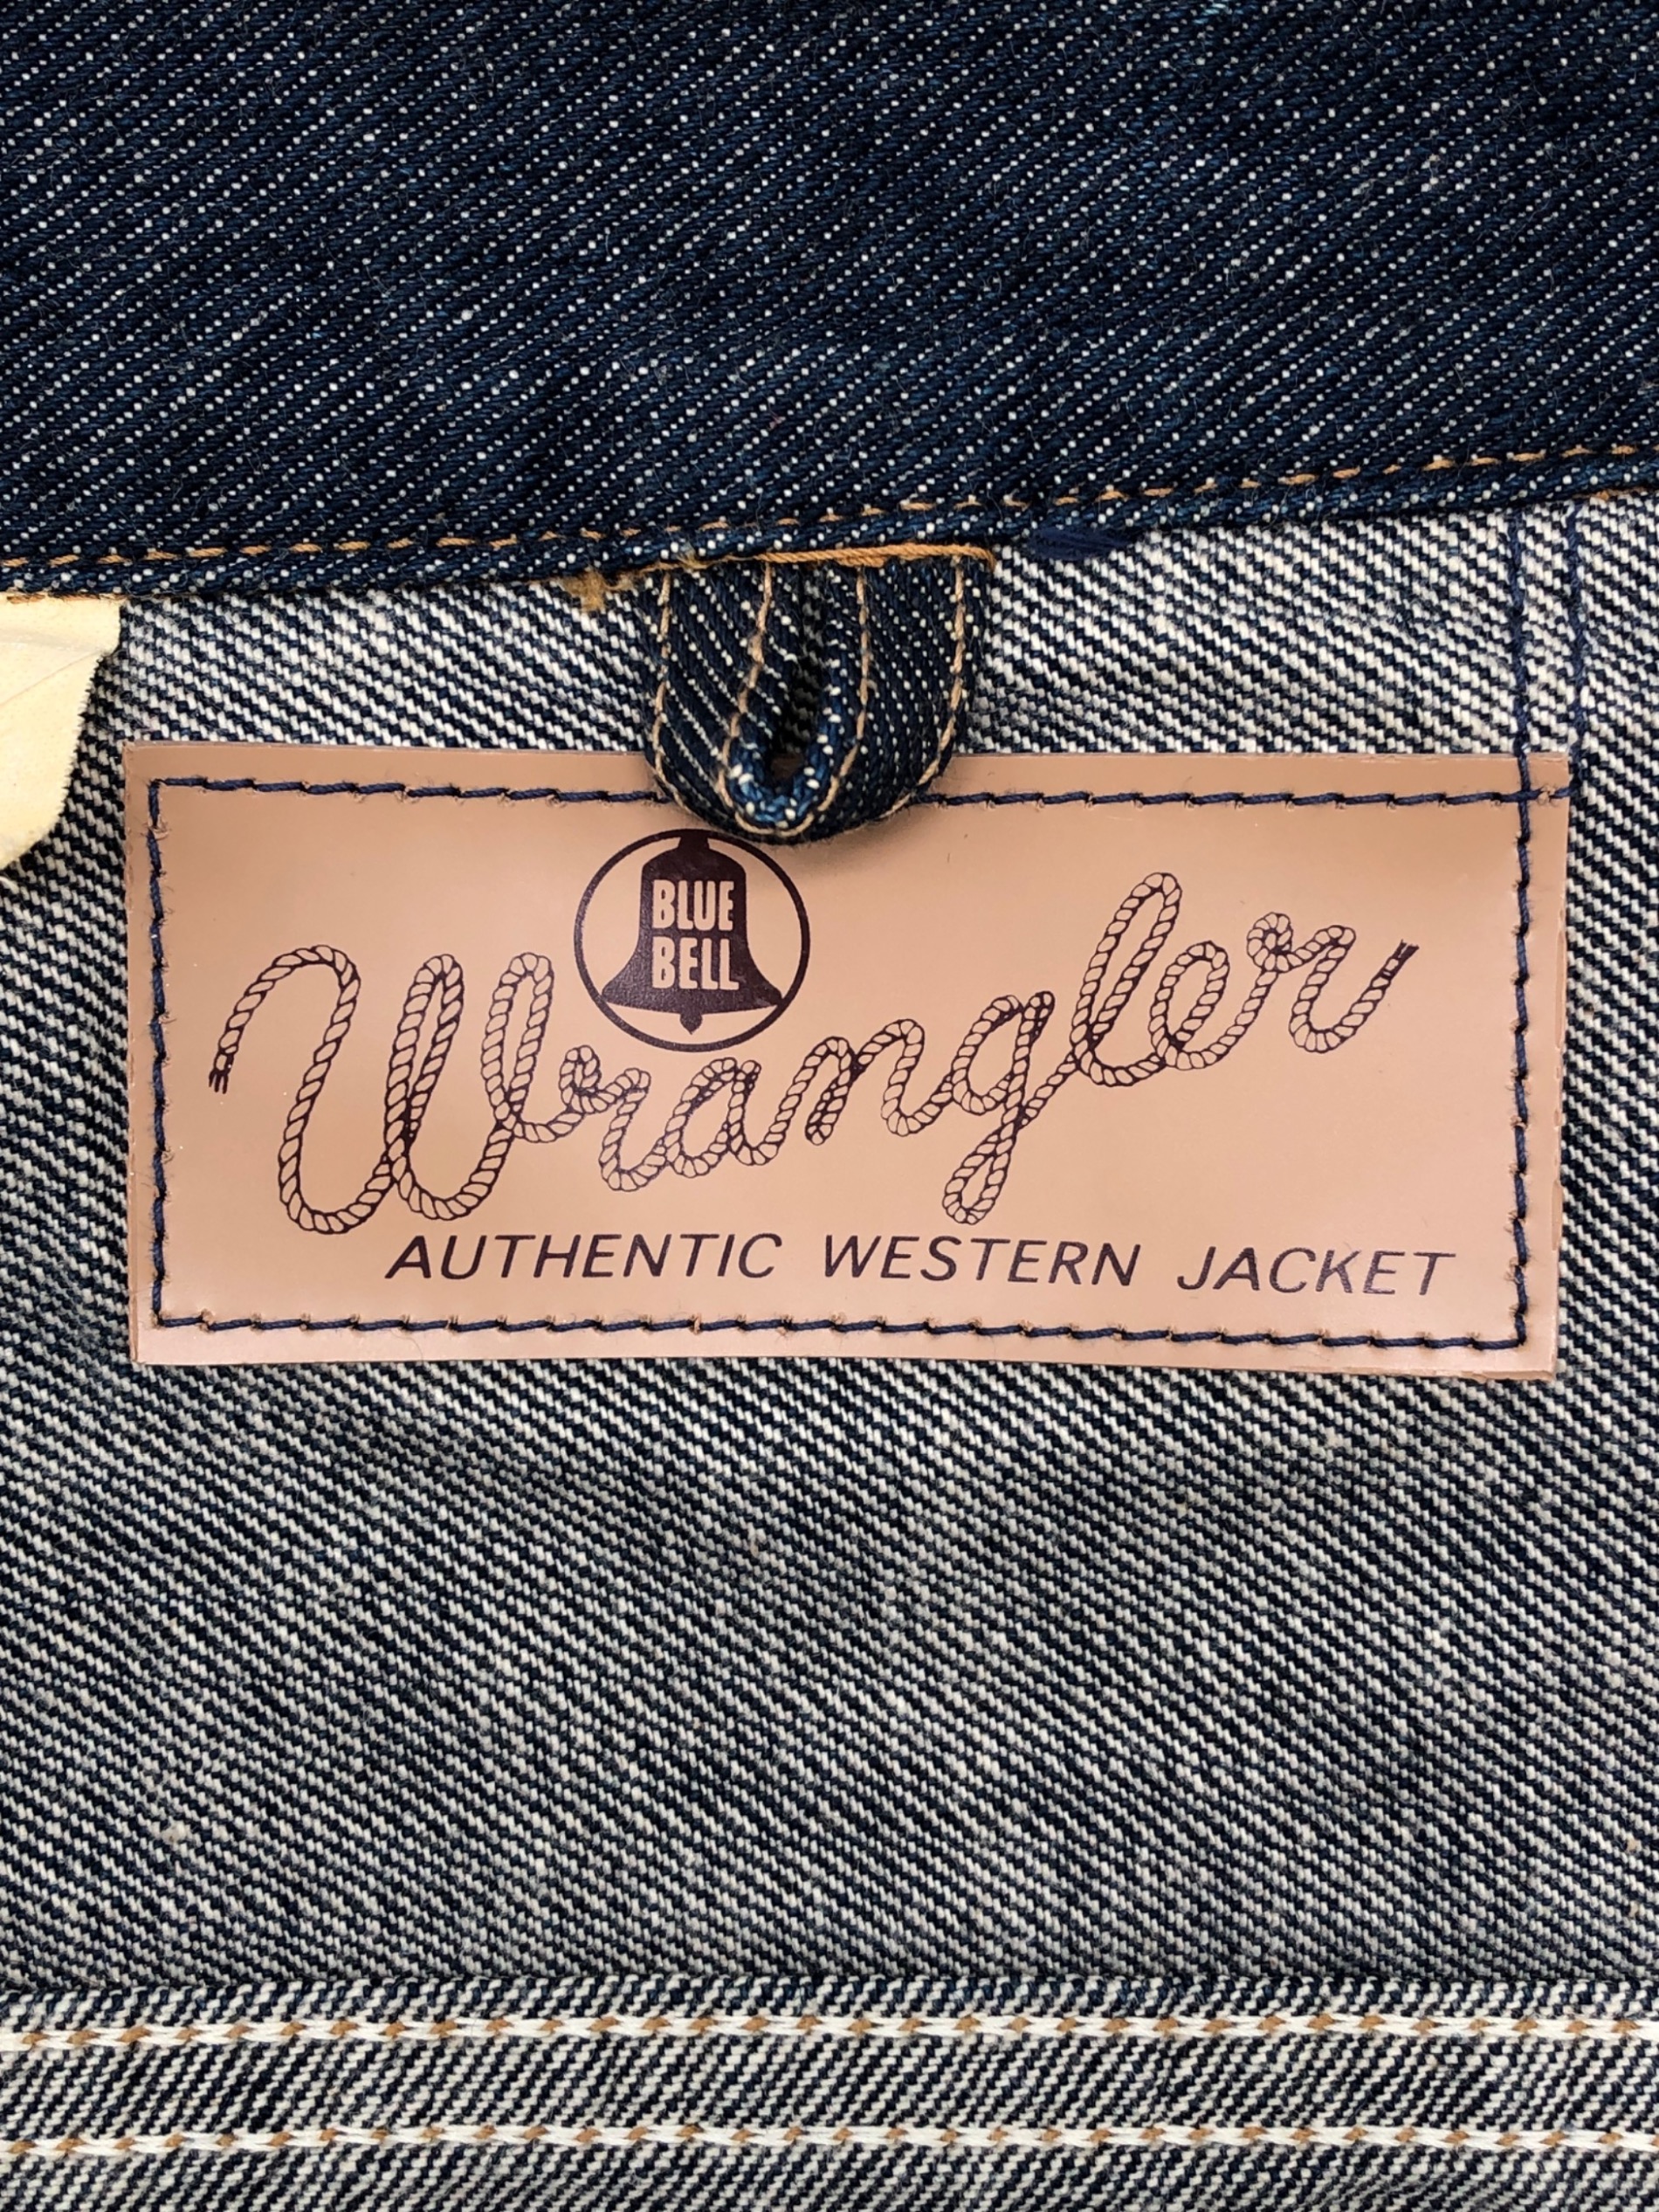 BLUE
BELL
Wrangler
AUTHENTIC WESTERN JACKET